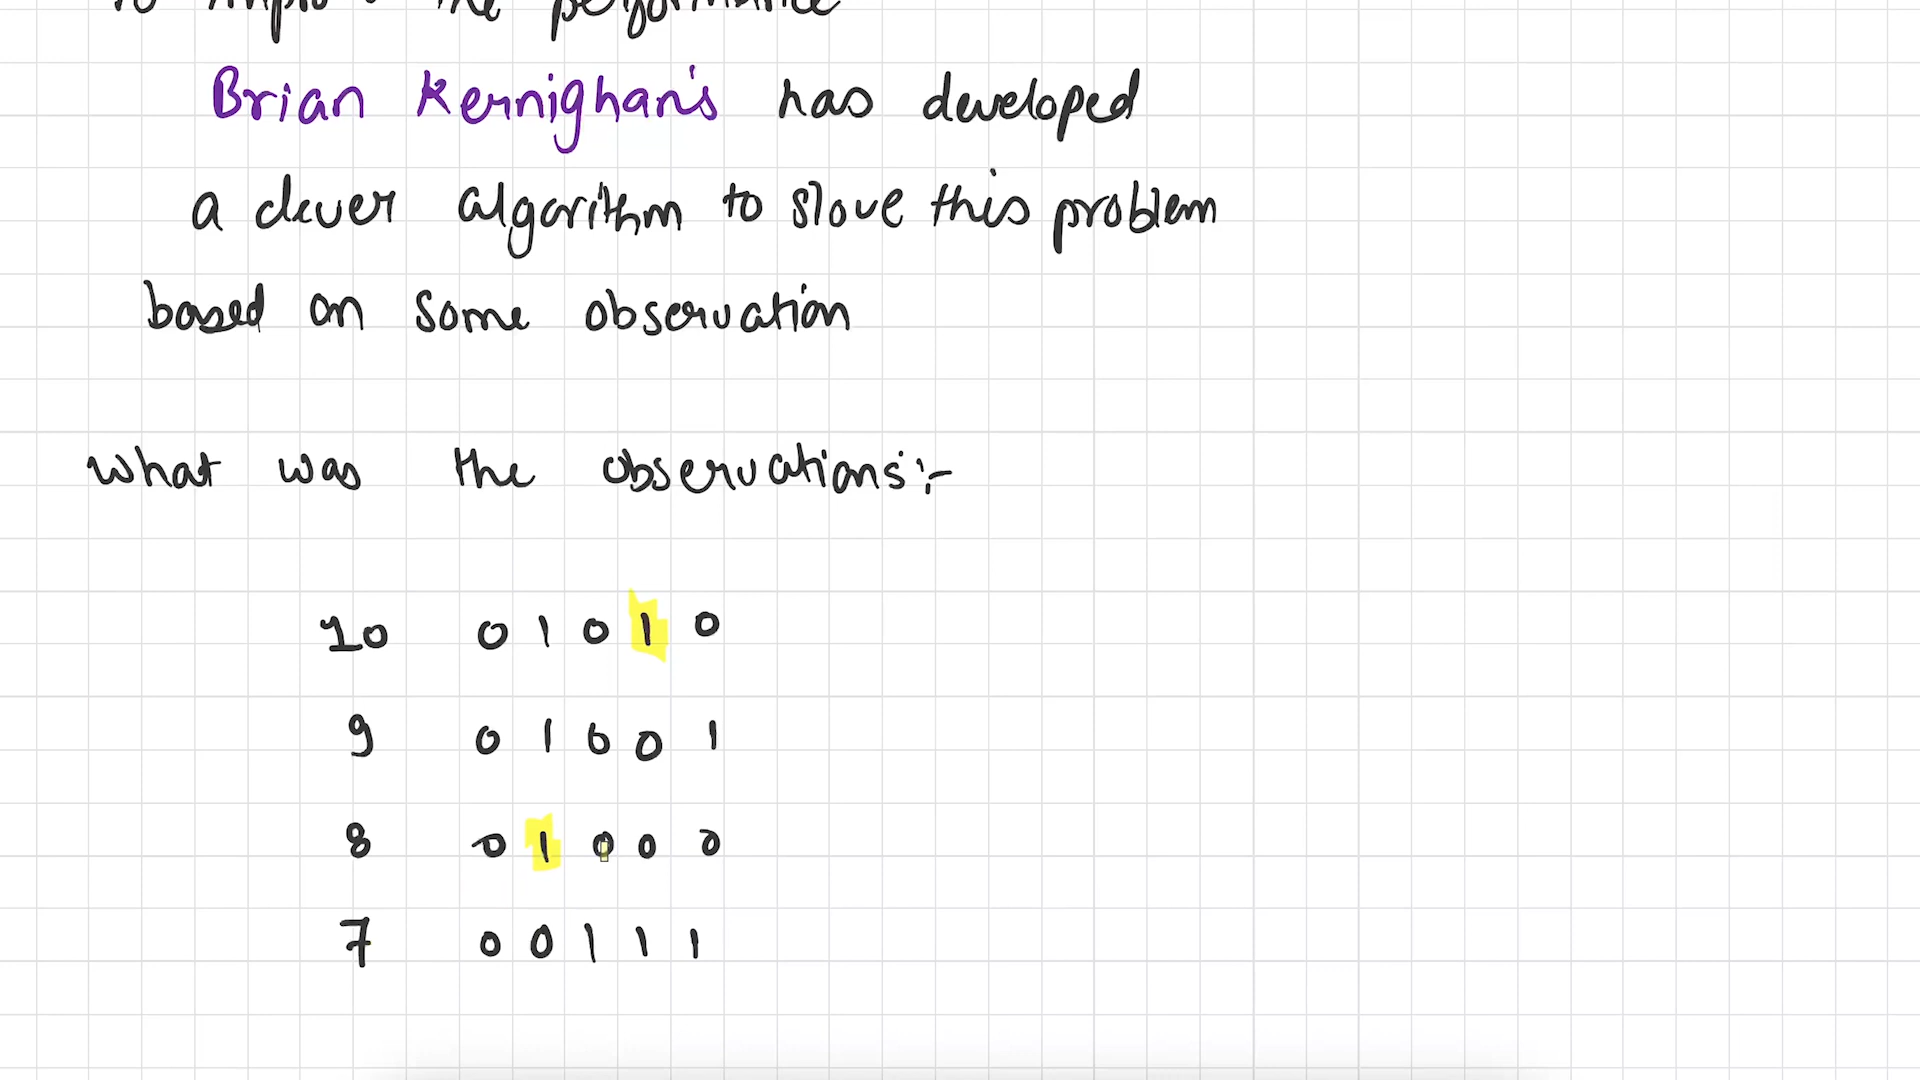 the performance
Brian Kernighan's has developed
a clever algorithm to slove this problem
based on some observation
what was the observations:-
10 0 1 0 1 0
9 0 1 0 0 1
8 0 1 0 0 0
7 0 0 1 1 1